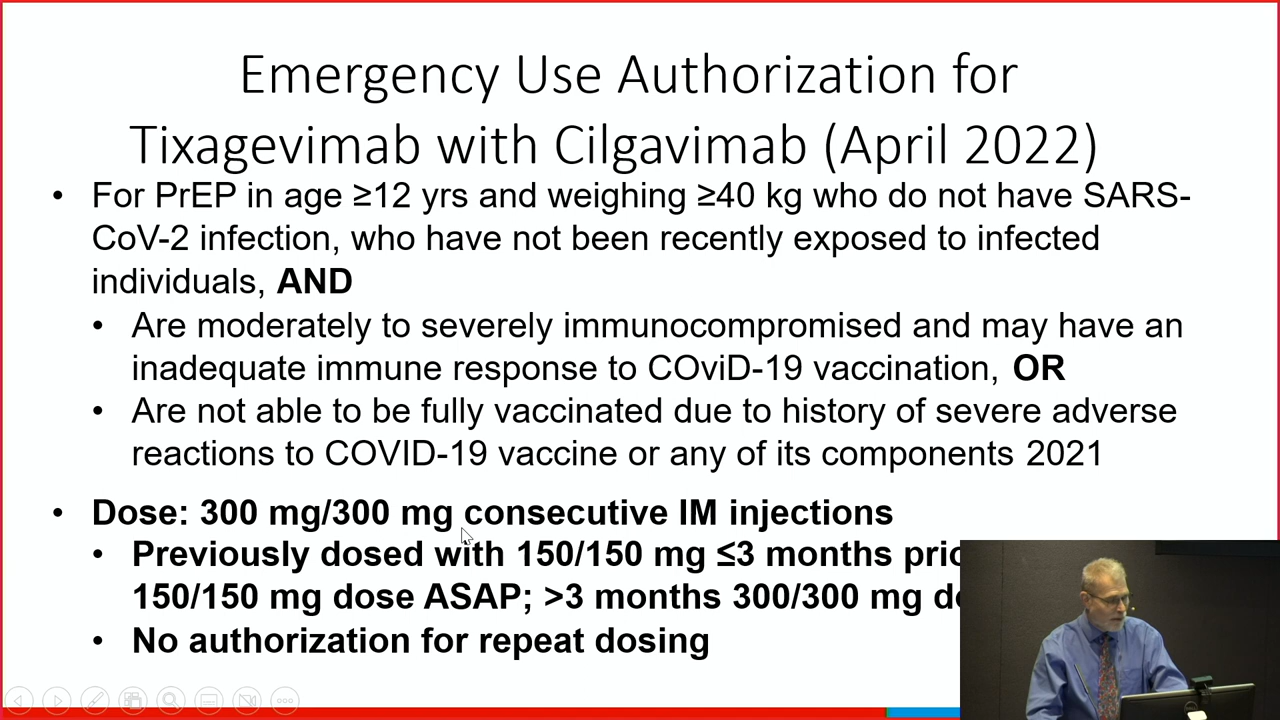 Emergency Use Authorization for
Tixagevimab with Cilgavimab (April 2022)
• For PrEP in age ≥12 yrs and weighing ≥40 kg who do not have SARS-
CoV-2 infection, who have not been recently exposed to infected
individuals, AND
• Are moderately to severely immunocompromised and may have an
inadequate immune response to COviD-19 vaccination, OR
• Are not able to be fully vaccinated due to history of severe adverse
reactions to COVID-19 vaccine or any of its components 2021
• Dose: 300 mg/300 mg consecutive IM injections
• Previously dosed with 150/150 mg ≤3 months
150/150 mg dose ASAP; >3 months 300/300 mg
• No authorization for repeat dosing